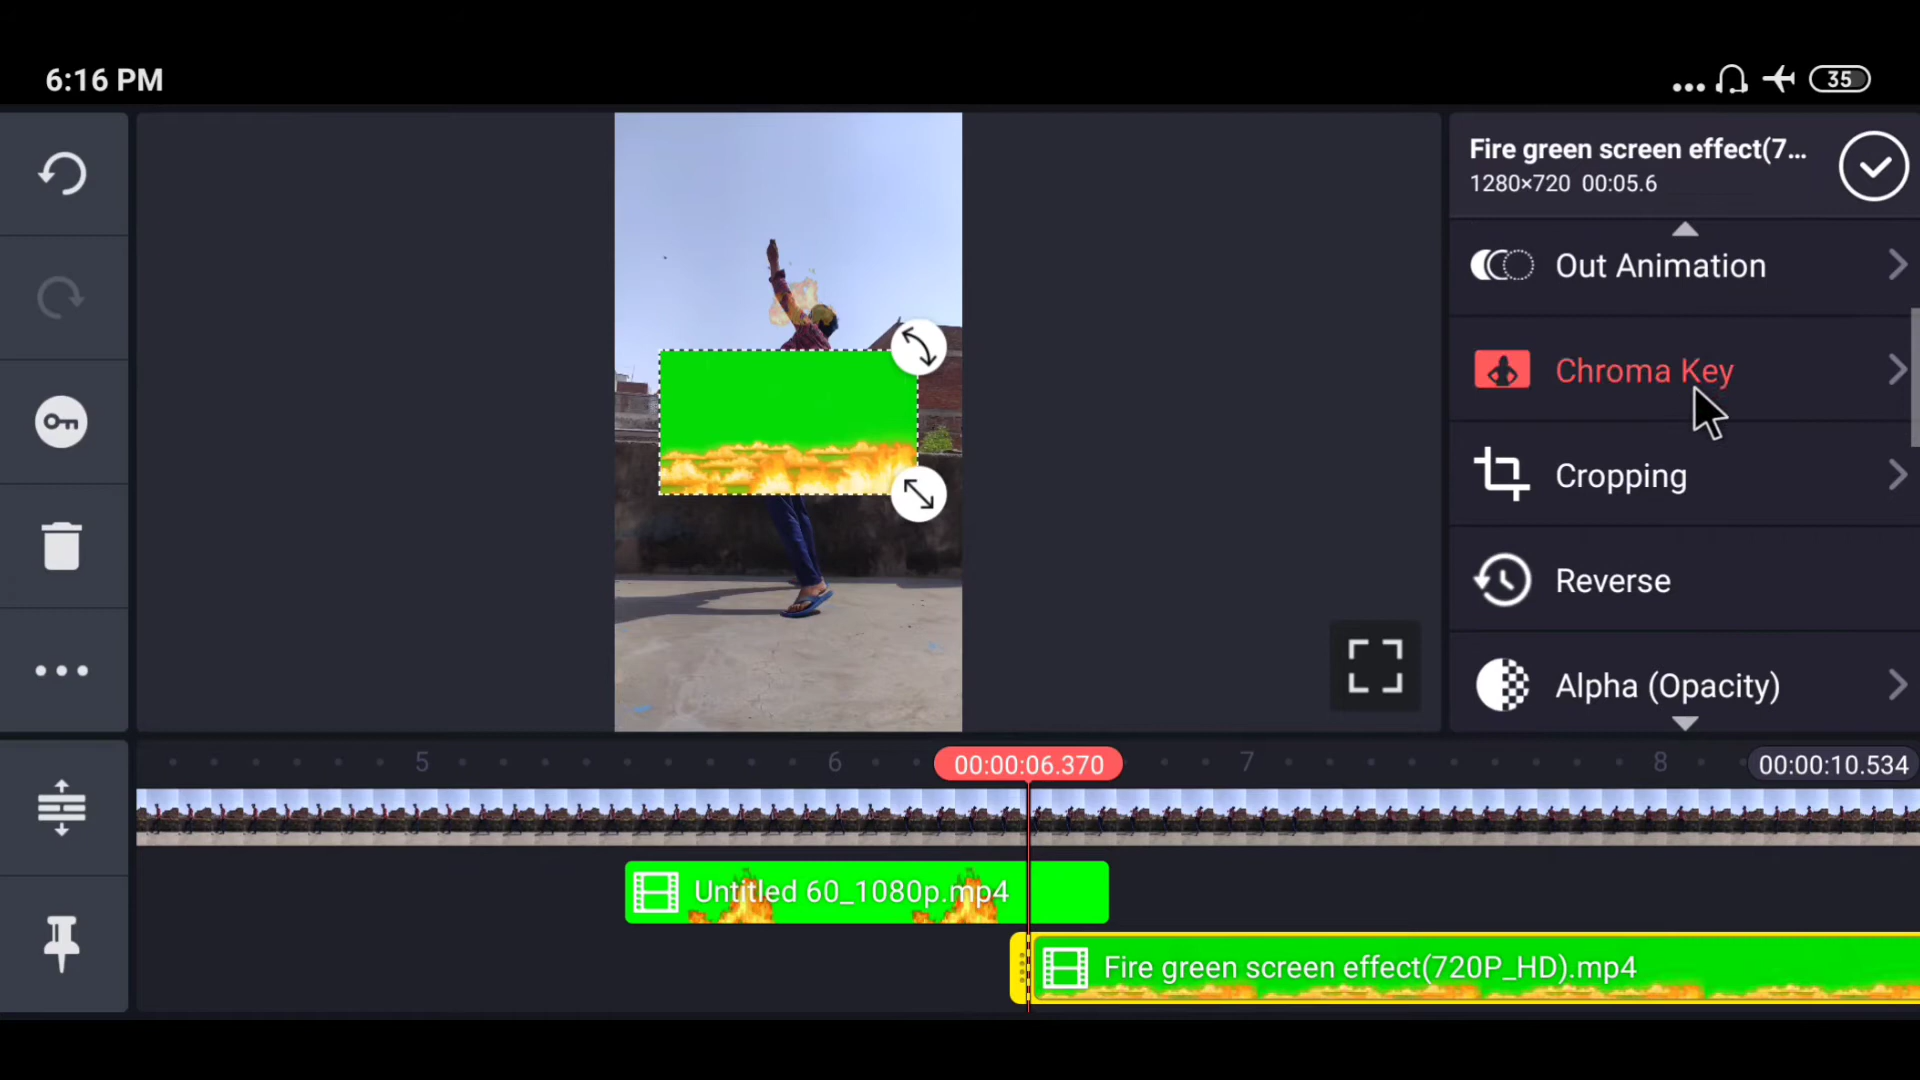 6:16 PM
35
Fire green screen effect(7...
1280×720 00:05.6
Out Animation
Chroma Key
Cropping
Reverse
Alpha (Opacity)
5
6
00:00:06.370
7
8
00:00:10.534
Untitled 60_1080p.mp4
Fire green screen effect(720P_HD).mp4